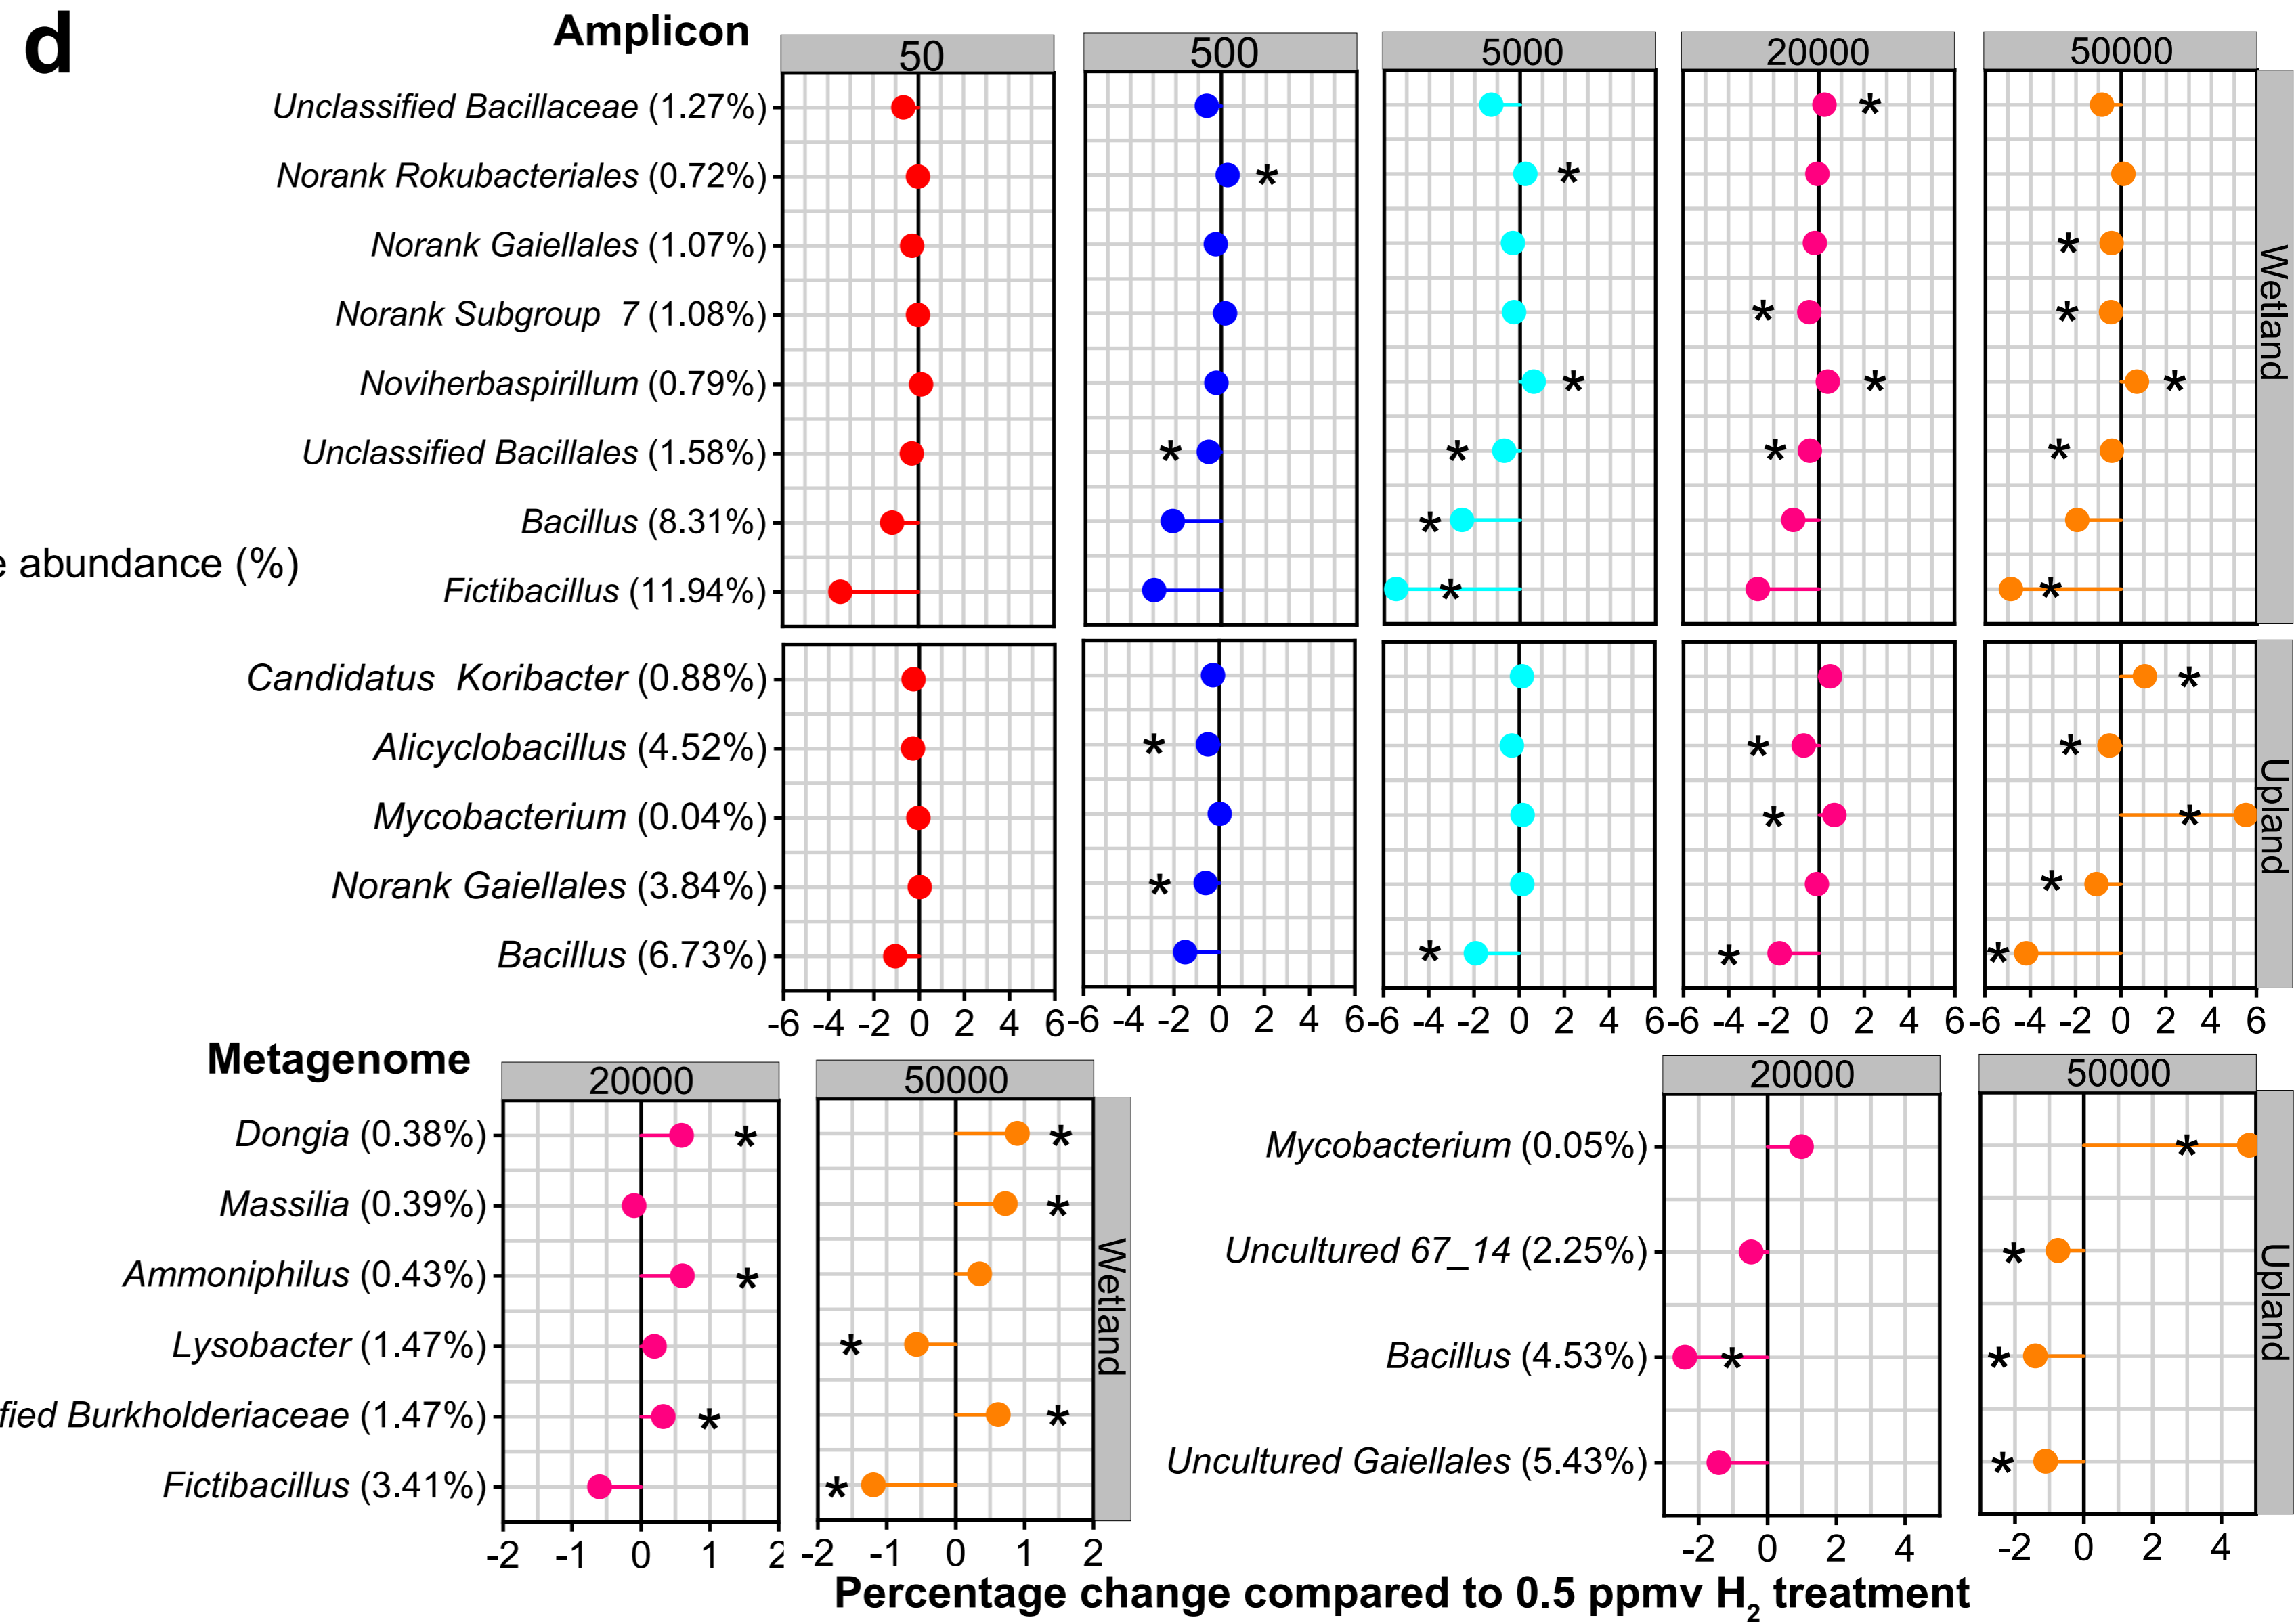 d
Amplicon
50 500 5000 20000 50000
Unclassified Bacillaceae (1.27%)
*
Norank Rokubacteriales (0.72%)
* *
Norank Gaiellales (1.07%)
*
Norank Subgroup 7 (1.08%)
* *
Noviherbaspirillum (0.79%)
* * *
Unclassified Bacillales (1.58%)
* * * *
Bacillus (8.31%)
*
Fictibacillus (11.94%)
* *
Wetland
e abundance (%)
Candidatus Koribacter (0.88%)
*
Alicyclobacillus (4.52%)
* * *
Mycobacterium (0.04%)
* *
Norank Gaiellales (3.84%)
* *
Bacillus (6.73%)
* * *
Upland
-6 -4 -2 0 2 4 6 -6 -4 -2 0 2 4 6 -6 -4 -2 0 2 4 6 -6 -4 -2 0 2 4 6 -6 -4 -2 0 2 4 6
Metagenome
20000 50000
Dongia (0.38%)
* *
Massilia (0.39%)
*
Ammoniphilus (0.43%)
*
Lysobacter (1.47%)
*
fied Burkholderiaceae (1.47%)
* *
Fictibacillus (3.41%)
*
Wetland
-2 -1 0 1 2 -2 -1 0 1 2
20000 50000
Mycobacterium (0.05%)
*
Uncultured 67_14 (2.25%)
*
Bacillus (4.53%)
* *
Uncultured Gaiellales (5.43%)
*
Upland
-2 0 2 4 -2 0 2 4
Percentage change compared to 0.5 ppmv H₂ treatment